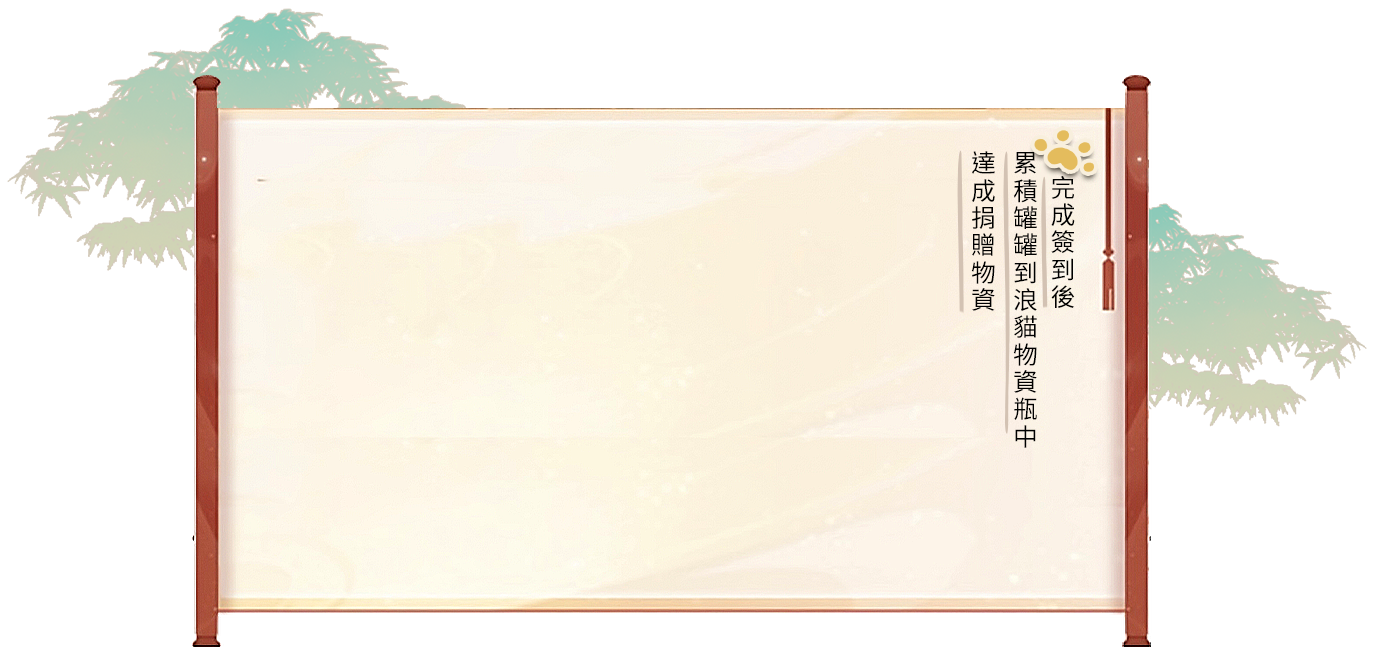 完成簽到後
累積罐罐到浪貓物資瓶中
達成捐贈物資